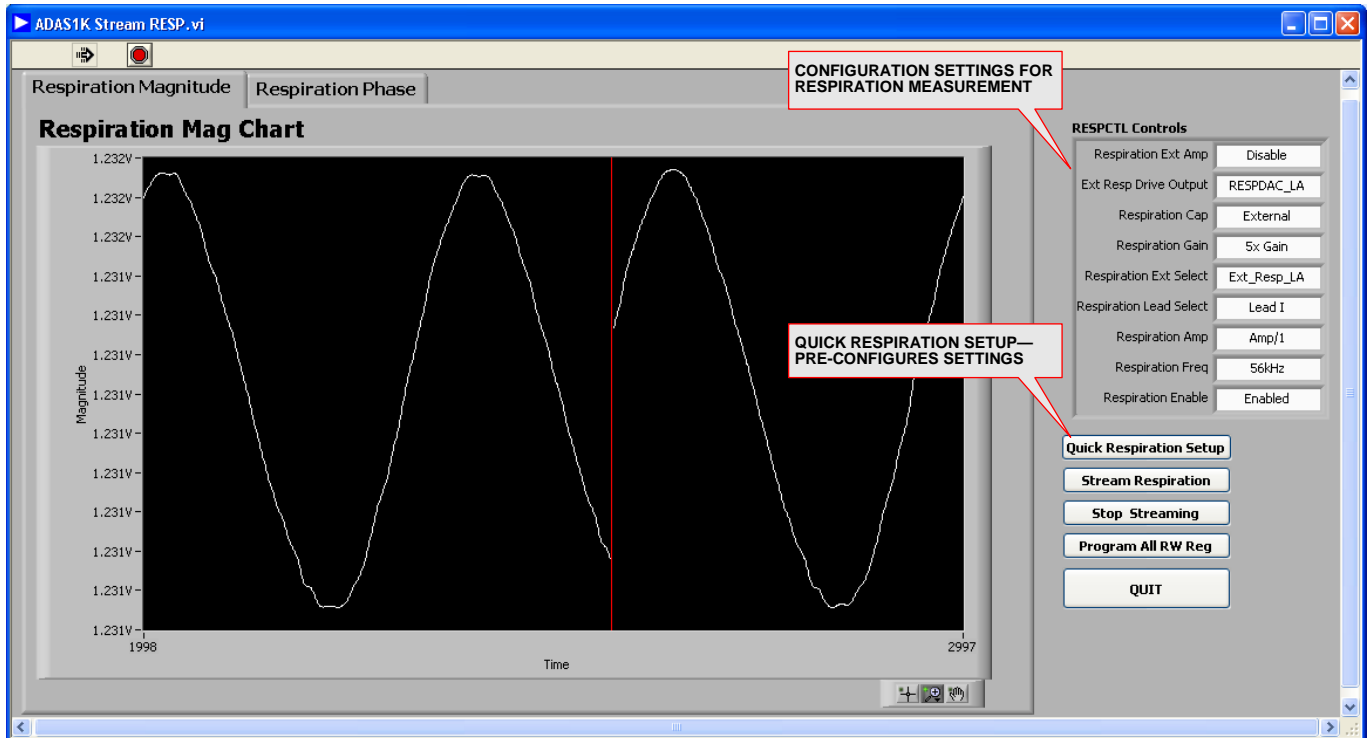 ADAS1K Stream RESP.vi
Respiration Magnitude
Respiration Phase
Respiration Mag Chart
1.232V
1.232V
1.232V
1.231V
1.231V
1.231V
1.231V
1.231V
1.231V
1.231V
1.231V
1.231V
1.231V
Magnitude
1998
2997
Time
CONFIGURATION SETTINGS FOR
RESPIRATION MEASUREMENT
RESPCTL Controls
Respiration Ext Amp Disable
Ext Resp Drive Output RESPDAC_LA
Respiration Cap External
Respiration Gain 5x Gain
Respiration Ext Select Ext_Resp_LA
Respiration Lead Select Lead I
Respiration Amp Amp/1
Respiration Freq 56kHz
Respiration Enable Enabled
QUICK RESPIRATION SETUP—
PRE-CONFIGURES SETTINGS
Quick Respiration Setup
Stream Respiration
Stop Streaming
Program All RW Reg
QUIT